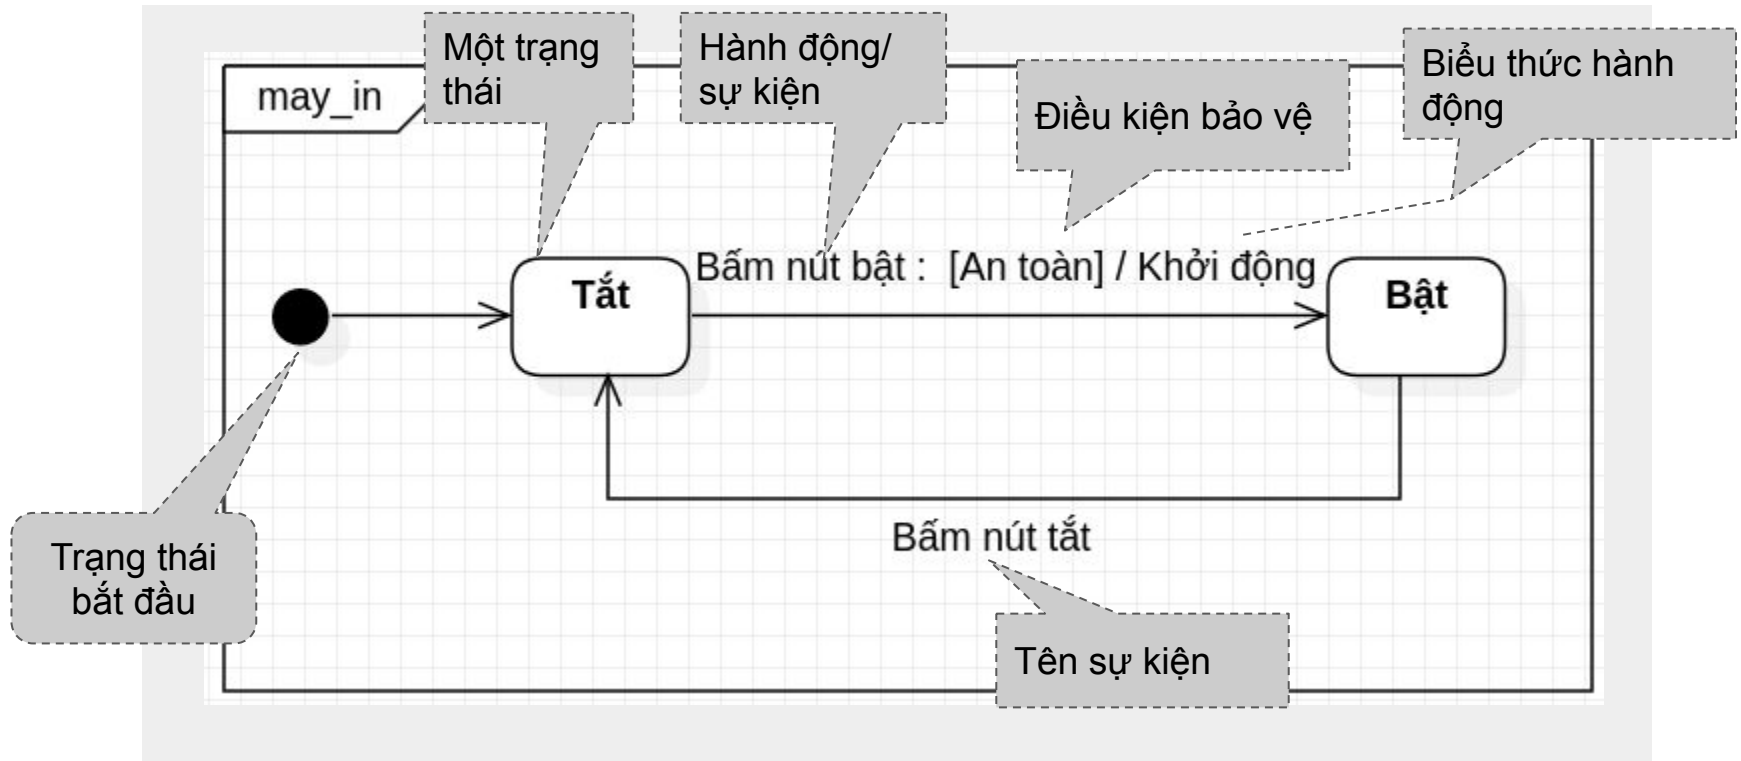 Một trạng
thái
Hành động/
sự kiện
Điều kiện bảo vệ
Biểu thức hành
động
may_in
Bấm nút bật : [An toàn] / Khởi động
Tắt
Bật
Trạng thái
bắt đầu
Bấm nút tắt
Tên sự kiện